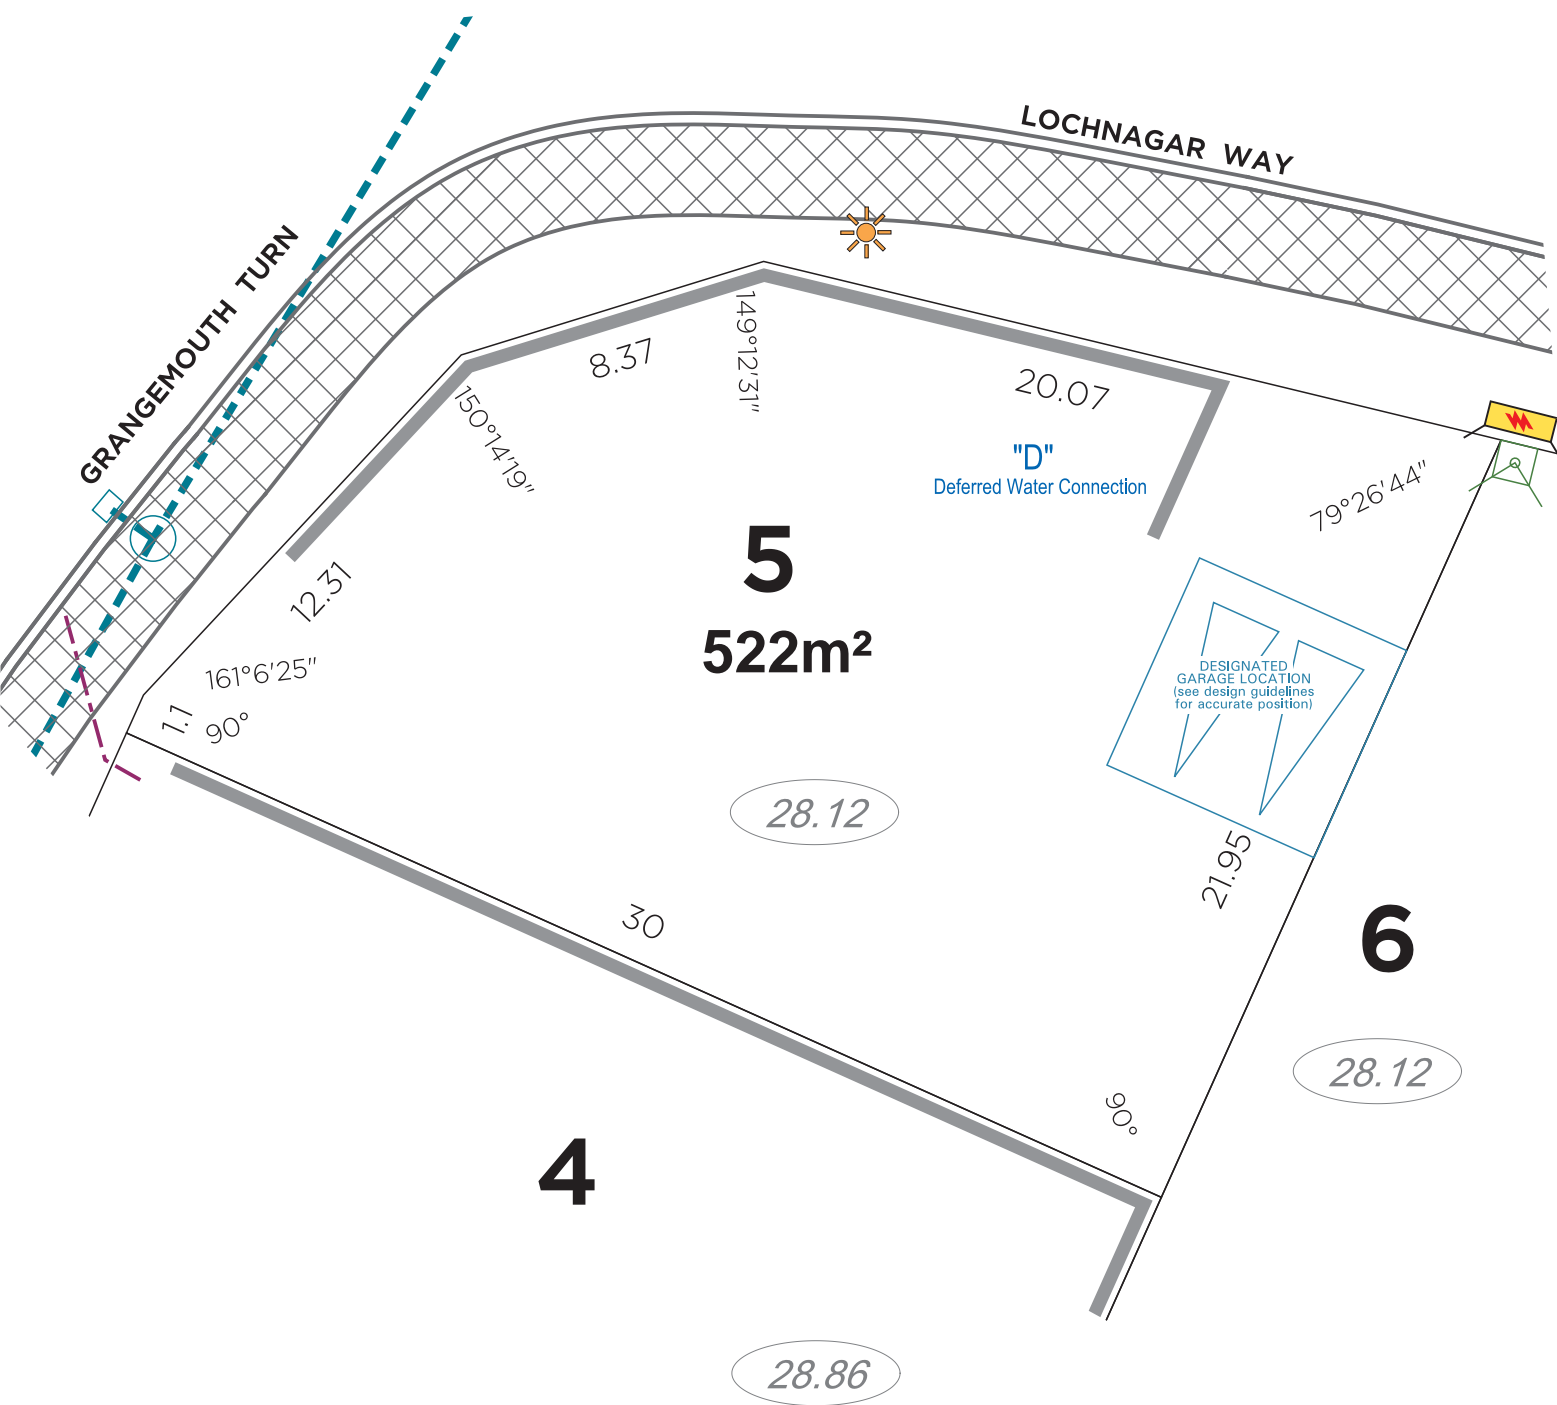 LOCHNAGAR WAY
GRANGEMOUTH TURN
8.37
149°12'31"
20.07
150°14'19"
"D"
Deferred Water Connection
79°26'44"
5
522m²
12.31
161°6'25"
1.1
90°
DESIGNATED
GARAGE LOCATION
(see design guidelines
for accurate position)
28.12
21.95
30
6
28.12
90°
4
28.86